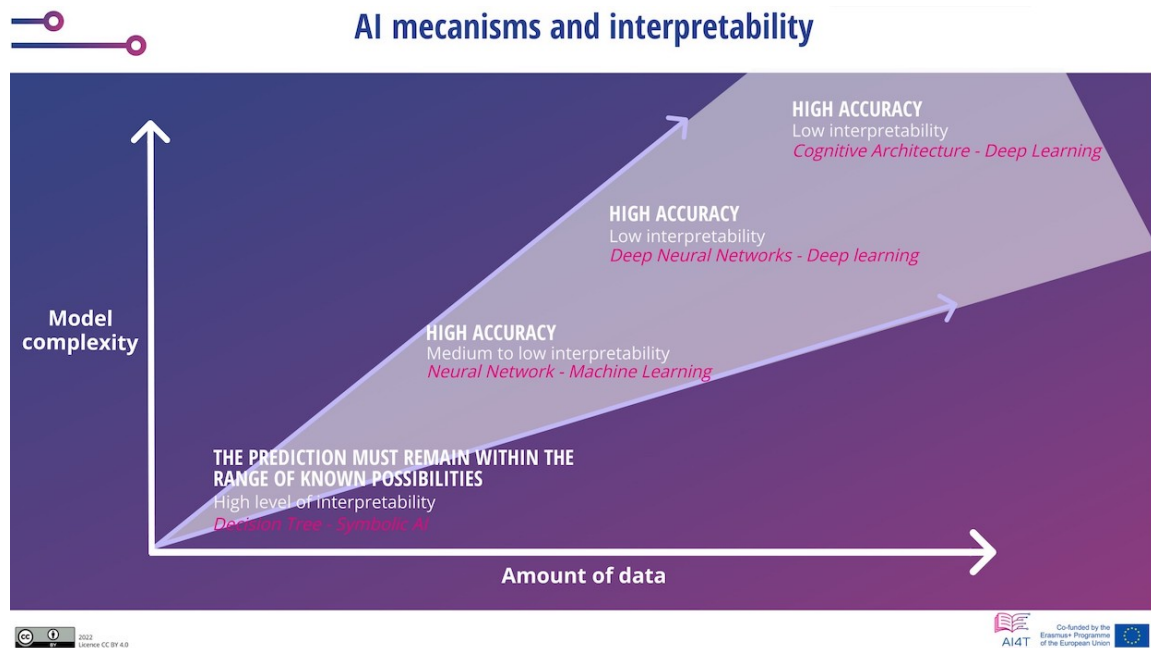 AI mecanisms and interpretability
HIGH ACCURACY
Low interpretability
Cognitive Architecture - Deep Learning
HIGH ACCURACY
Low interpretability
Deep Neural Networks - Deep learning
Model
complexity
HIGH ACCURACY
Medium to low interpretability
Neural Network - Machine Learning
THE PREDICTION MUST REMAIN WITHIN THE
RANGE OF KNOWN POSSIBILITIES
High level of interpretability
Decision Tree - Symbolic AI
Amount of data
cc
BY
2022
Licence CC BY 4.0
AI4T
Co-funded by the
Erasmus+ Programme
of the European Union